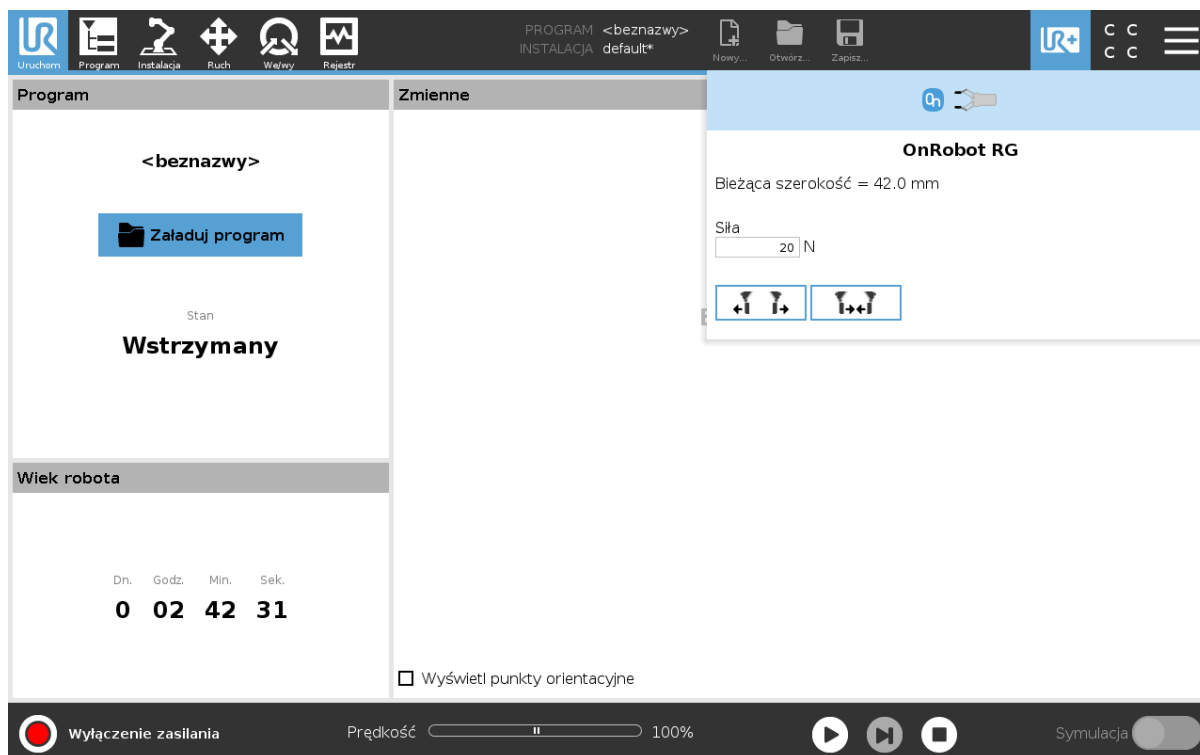 PROGRAM <beznazwy>
INSTALACJA default*
Uruchom Program Instalacja Ruch We/wy Rejestr
Nowy... Otwórz... Zapisz...
UR+
C C
C C
Program
<beznazwy>
Załaduj program
Stan
Wstrzymany
Wiek robota
Dn. Godz. Min. Sek.
0 02 42 31
Zmienne
Wyświetl punkty orientacyjne
On
OnRobot RG
Bieżąca szerokość = 42.0 mm
Siła
20 N
Wyłączenie zasilania
Prędkość 100%
Symulacja